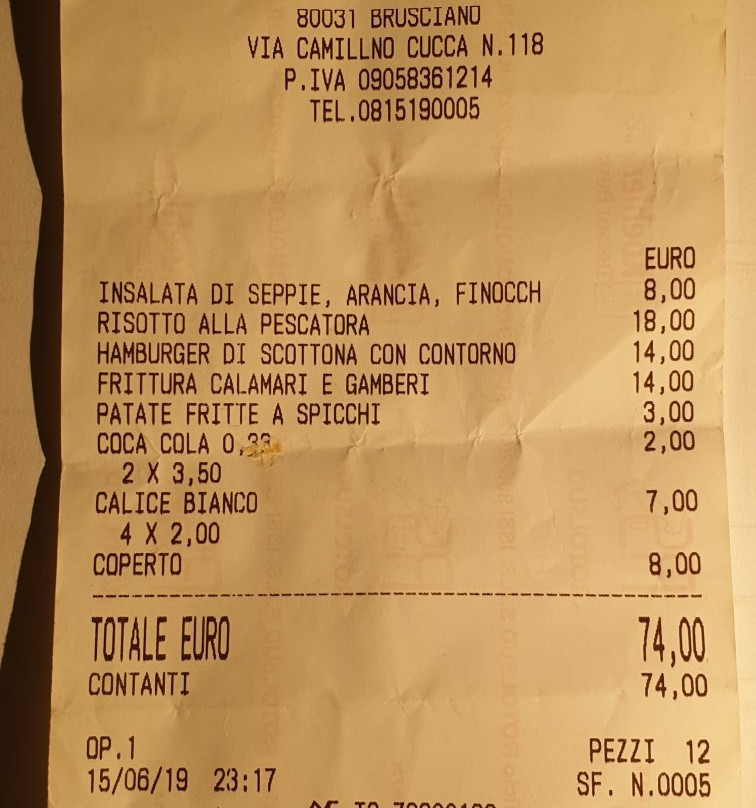 80031 BRUSCIANO
VIA CAMILLNO CUCCA N.118
P.IVA 09058361214
TEL.0815190005
EURO
INSALATA DI SEPPIE, ARANCIA, FINOCCH 8,00
RISOTTO ALLA PESCATORA 18,00
HAMBURGER DI SCOTTONA CON CONTORNO 14,00
FRITTURA CALAMARI E GAMBERI 14,00
PATATE FRITTE A SPICCHI 3,00
COCA COLA 0,33 2,00
2 X 3,50
CALICE BIANCO 7,00
4 X 2,00
COPERTO 8,00
TOTALE EURO 74,00
CONTANTI 74,00
OP.1 PEZZI 12
15/06/19 23:17 SF. N.0005